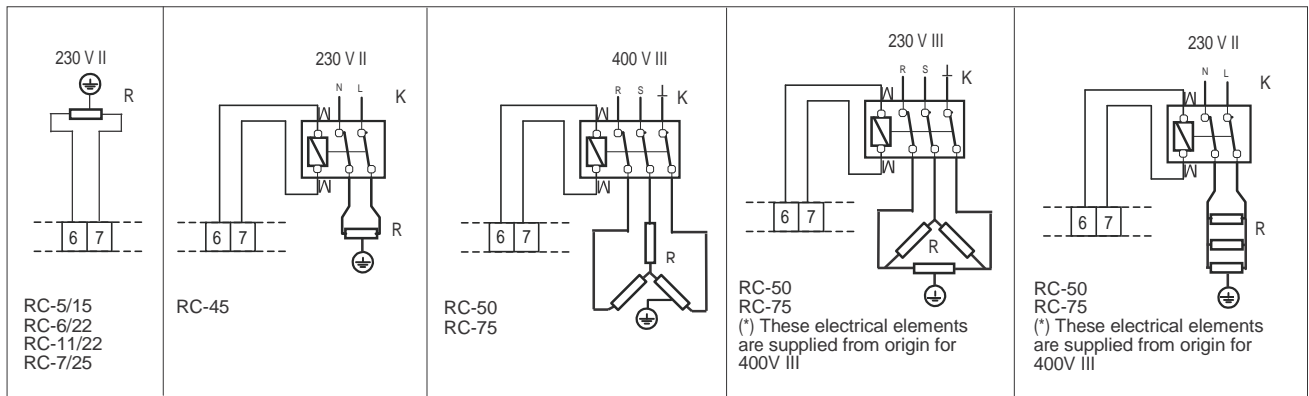 230 V II
R
6 7
RC-5/15
RC-6/22
RC-11/22
RC-7/25
230 V II
N L
K
R
6 7
RC-45
400 V III
R S T
K
R
6 7
RC-50
RC-75
230 V III
R S T
K
R
6 7
RC-50
RC-75
(*) These electrical elements
are supplied from origin for
400V III
230 V II
N L
K
R
6 7
RC-50
RC-75
(*) These electrical elements
are supplied from origin for
400V III